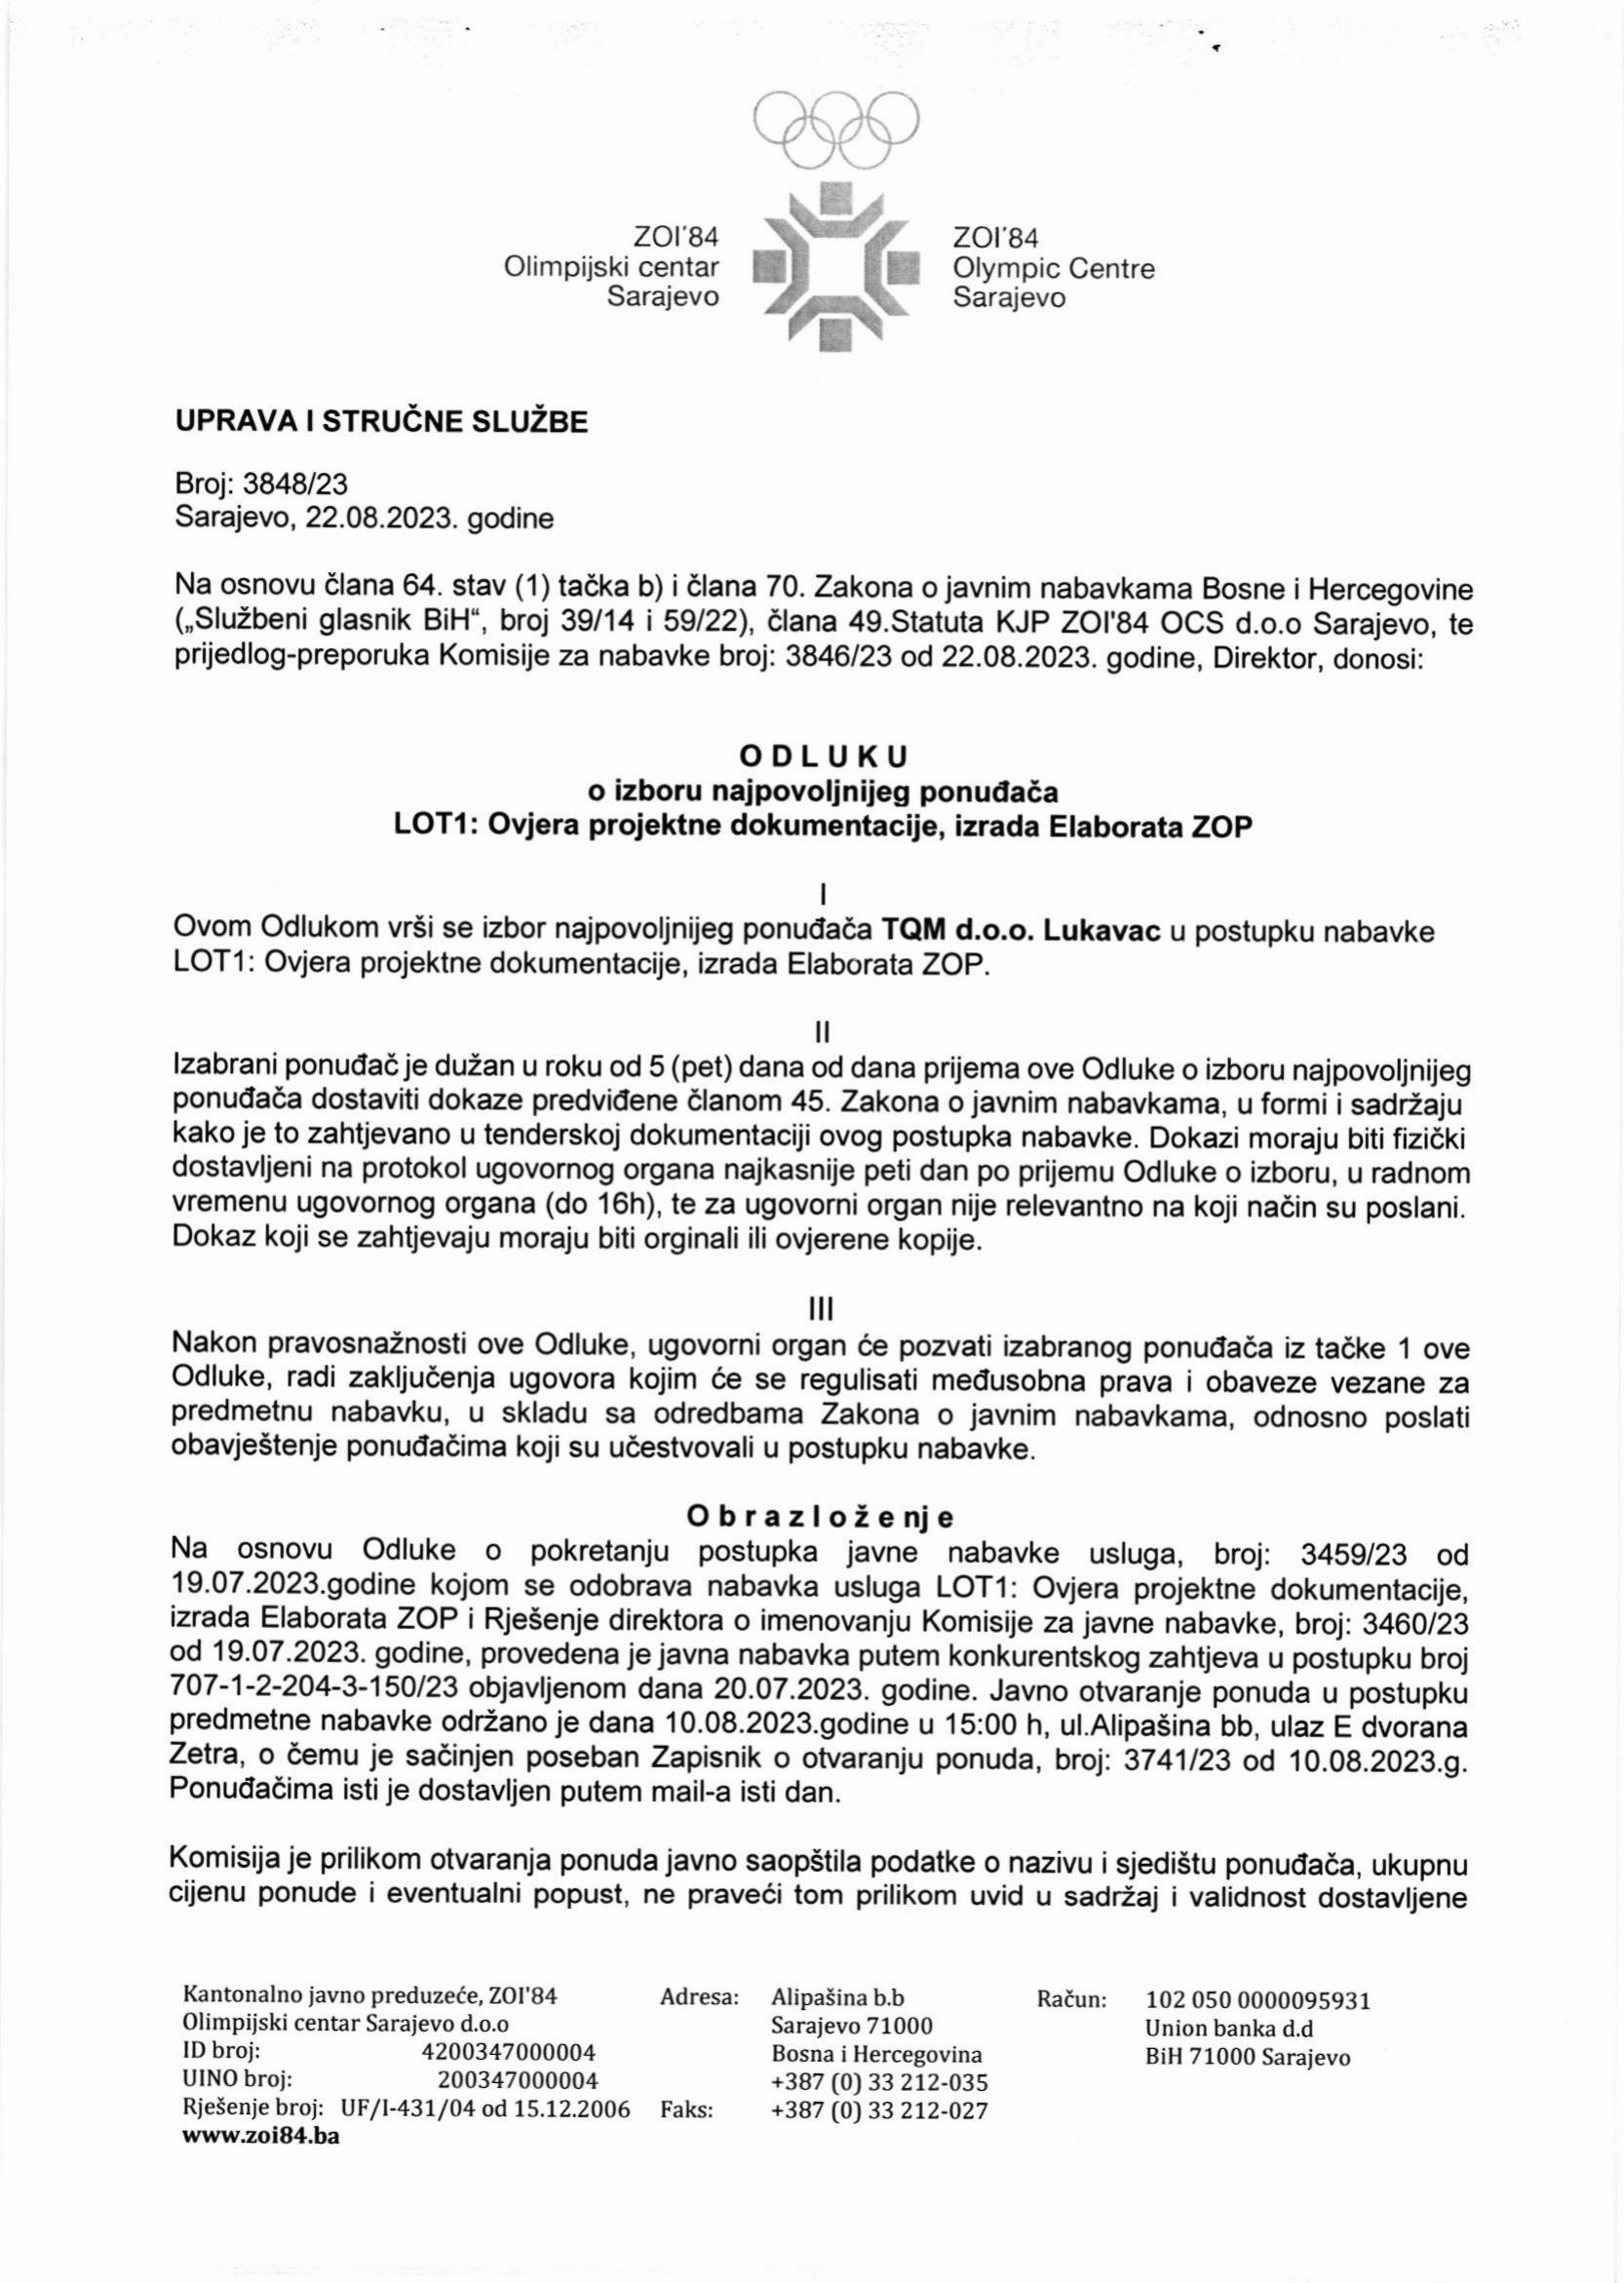 ZOI'84
Olimpijski centar
Sarajevo
ZOI'84
Olympic Centre
Sarajevo
UPRAVA I STRUČNE SLUŽBE
Broj: 3848/23
Sarajevo, 22.08.2023. godine
Na osnovu člana 64. stav (1) tačka b) i člana 70. Zakona o javnim nabavkama Bosne i Hercegovine
(„Službeni glasnik BiH“, broj 39/14 i 59/22), člana 49.Statuta KJP ZOI'84 OCS d.o.o Sarajevo, te
prijedlog-preporuka Komisije za nabavke broj: 3846/23 od 22.08.2023. godine, Direktor, donosi:
O D L U K U
o izboru najpovoljnijeg ponuđača
LOT1: Ovjera projektne dokumentacije, izrada Elaborata ZOP
I
Ovom Odlukom vrši se izbor najpovoljnijeg ponuđača TQM d.o.o. Lukavac u postupku nabavke
LOT1: Ovjera projektne dokumentacije, izrada Elaborata ZOP.
II
Izabrani ponuđač je dužan u roku od 5 (pet) dana od dana prijema ove Odluke o izboru najpovoljnijeg
ponuđača dostaviti dokaze predviđene članom 45. Zakona o javnim nabavkama, u formi i sadržaju
kako je to zahtjevano u tenderskoj dokumentaciji ovog postupka nabavke. Dokazi moraju biti fizički
dostavljeni na protokol ugovornog organa najkasnije peti dan po prijemu Odluke o izboru, u radnom
vremenu ugovornog organa (do 16h), te za ugovorni organ nije relevantno na koji način su poslani.
Dokaz koji se zahtjevaju moraju biti orginali ili ovjerene kopije.
III
Nakon pravosnažnosti ove Odluke, ugovorni organ će pozvati izabranog ponuđača iz tačke 1 ove
Odluke, radi zaključenja ugovora kojim će se regulisati međusobna prava i obaveze vezane za
predmetnu nabavku, u skladu sa odredbama Zakona o javnim nabavkama, odnosno poslati
obavještenje ponuđačima koji su učestvovali u postupku nabavke.
O b r a z l o ž e nj e
Na osnovu Odluke o pokretanju postupka javne nabavke usluga, broj: 3459/23 od
19.07.2023.godine kojom se odobrava nabavka usluga LOT1: Ovjera projektne dokumentacije,
izrada Elaborata ZOP i Rješenje direktora o imenovanju Komisije za javne nabavke, broj: 3460/23
od 19.07.2023. godine, provedena je javna nabavka putem konkurentskog zahtjeva u postupku broj
707-1-2-204-3-150/23 objavljenom dana 20.07.2023. godine. Javno otvaranje ponuda u postupku
predmetne nabavke održano je dana 10.08.2023.godine u 15:00 h, ul.Alipašina bb, ulaz E dvorana
Zetra, o čemu je sačinjen poseban Zapisnik o otvaranju ponuda, broj: 3741/23 od 10.08.2023.g.
Ponuđačima isti je dostavljen putem mail-a isti dan.
Komisija je prilikom otvaranja ponuda javno saopštila podatke o nazivu i sjedištu ponuđača, ukupnu
cijenu ponude i eventualni popust, ne praveći tom prilikom uvid u sadržaj i validnost dostavljene
Kantonalno javno preduzeće, ZOI'84
Olimpijski centar Sarajevo d.o.o
ID broj: 4200347000004
UINO broj: 200347000004
Rješenje broj: UF/I-431/04 od 15.12.2006
www.zoi84.ba
Adresa: Alipašina b.b
Sarajevo 71000
Bosna i Hercegovina
+387 (0) 33 212-035
Faks: +387 (0) 33 212-027
Račun: 102 050 0000095931
Union banka d.d
BiH 71000 Sarajevo